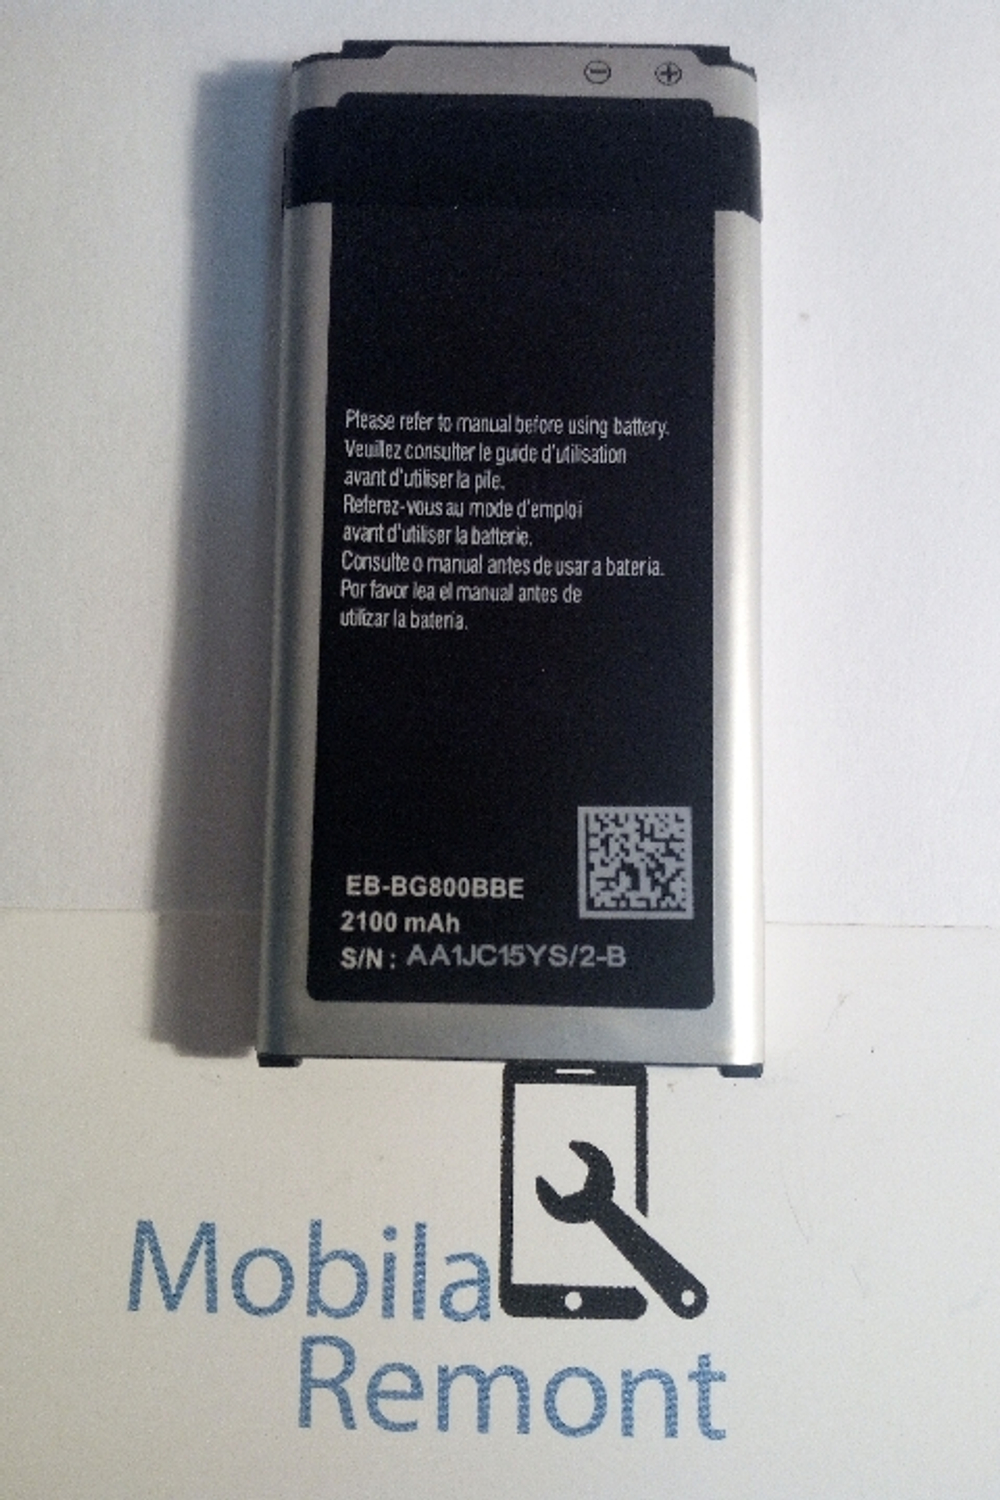 Please refer to manual before using battery.
Veuillez consulter le guide d'utilisation
avant d'utiliser la pile.
Referez-vous au mode d'emploi
avant d'utiliser la batterie.
Consulte o manual antes de usar a bateria.
Por favor lea el manual antes de
utilizar la bateria.
EB-BG800BBE
2100 mAh
S/N : AA1JC15YS/2-B
Mobila
Remont